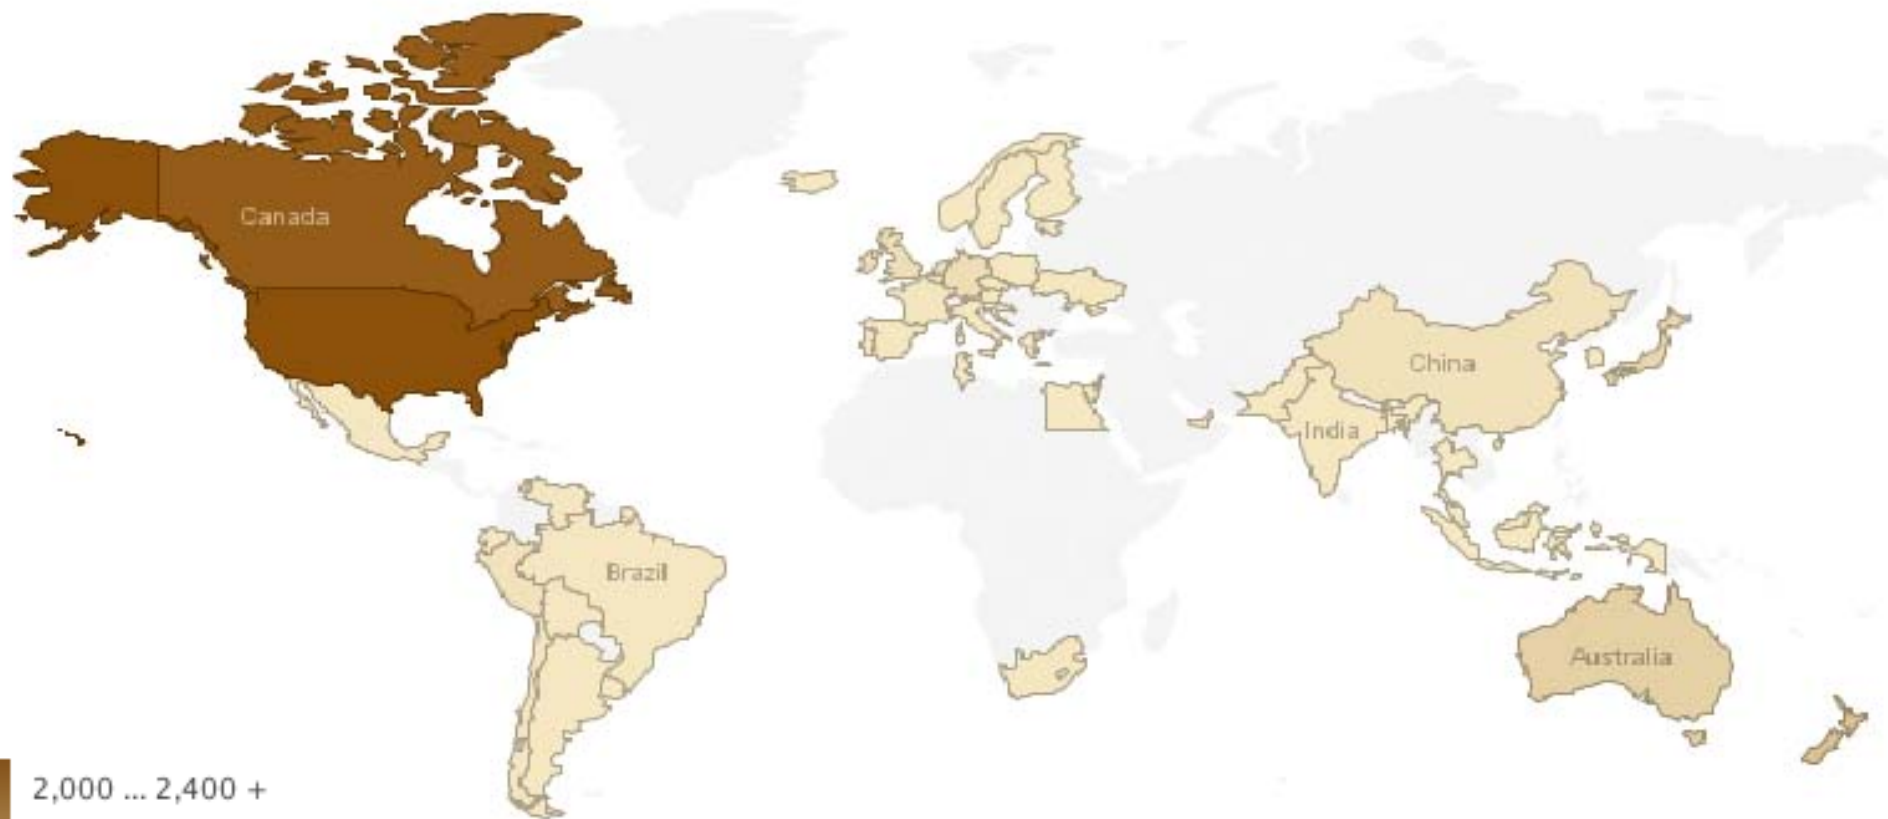 Canada
China
India
Brazil
Australia
2,000 ... 2,400 +